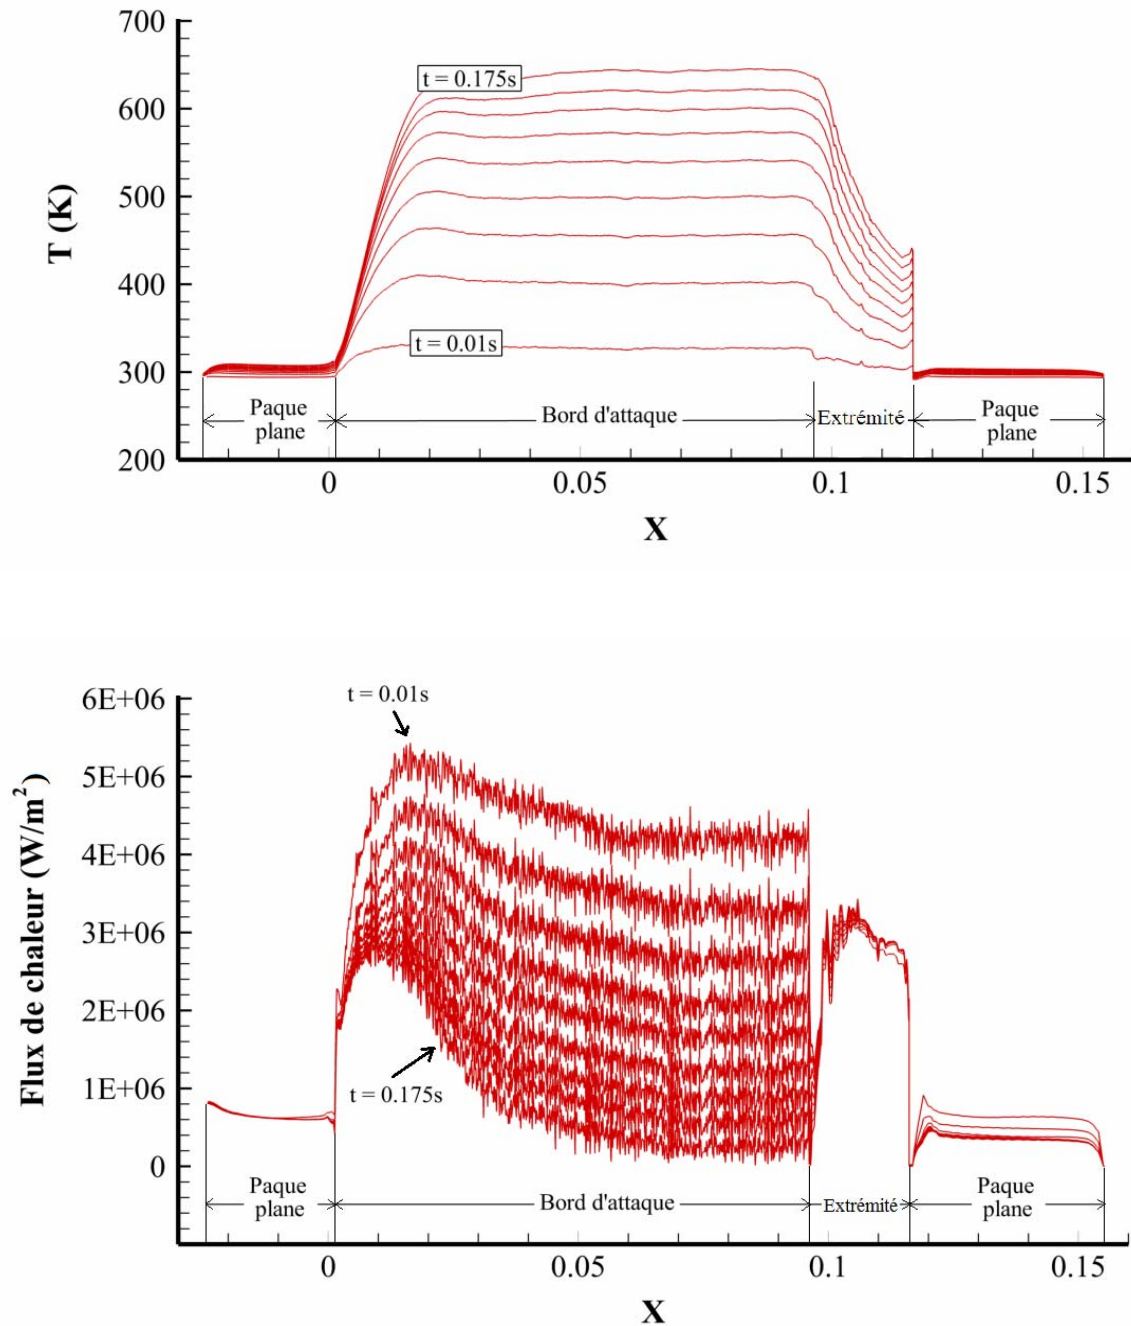 700
600
500
400
300
200
T (K)
t = 0.175s
t = 0.01s
Paque
plane
Bord d'attaque
Extrémité
Paque
plane
0
0.05
0.1
0.15
X
6E+06
5E+06
4E+06
3E+06
2E+06
1E+06
0
Flux de chaleur (W/m²)
t = 0.01s
t = 0.175s
Paque
plane
Bord d'attaque
Extrémité
Paque
plane
0
0.05
0.1
0.15
X